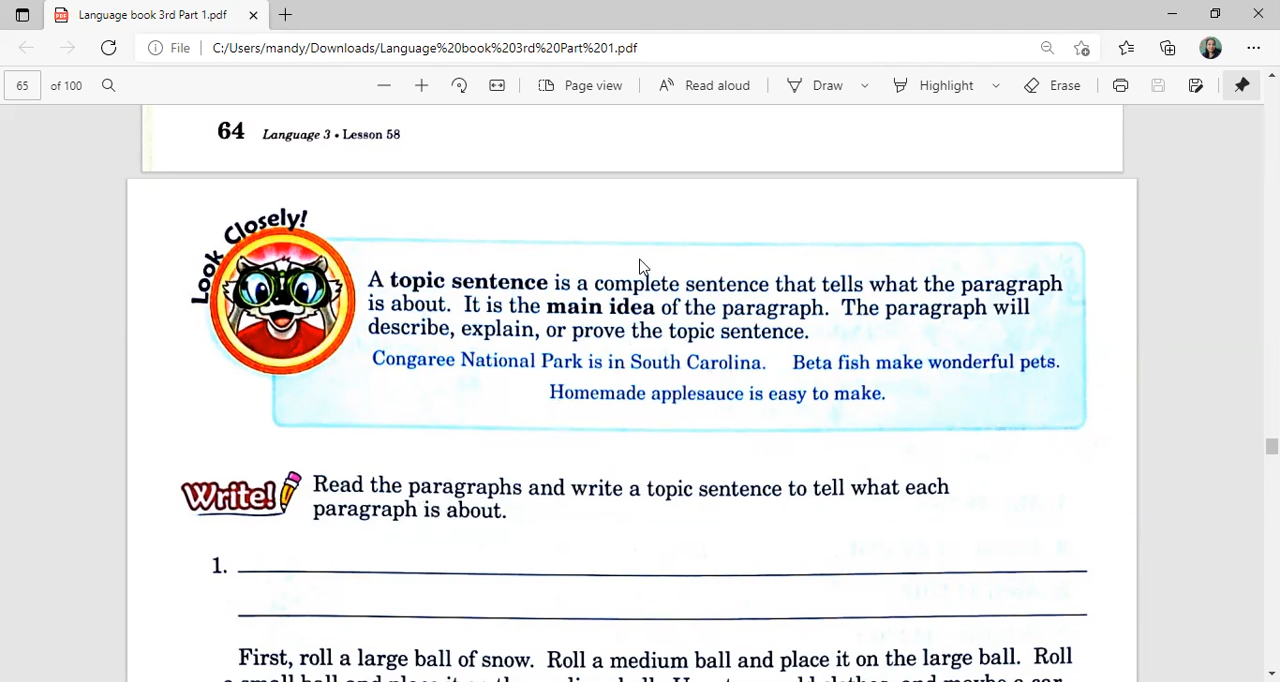 Language book 3rd Part 1.pdf
File
C:/Users/mandy/Downloads/Language%20book%203rd%20Part%201.pdf
65 of 100
Page view
Read aloud
Draw
Highlight
Erase
64 Language 3 • Lesson 58
Look Closely!
A topic sentence is a complete sentence that tells what the paragraph
is about. It is the main idea of the paragraph. The paragraph will
describe, explain, or prove the topic sentence.
Congaree National Park is in South Carolina. Beta fish make wonderful pets.
Homemade applesauce is easy to make.
Write! Read the paragraphs and write a topic sentence to tell what each
paragraph is about.
1.
First, roll a large ball of snow. Roll a medium ball and place it on the large ball. Roll